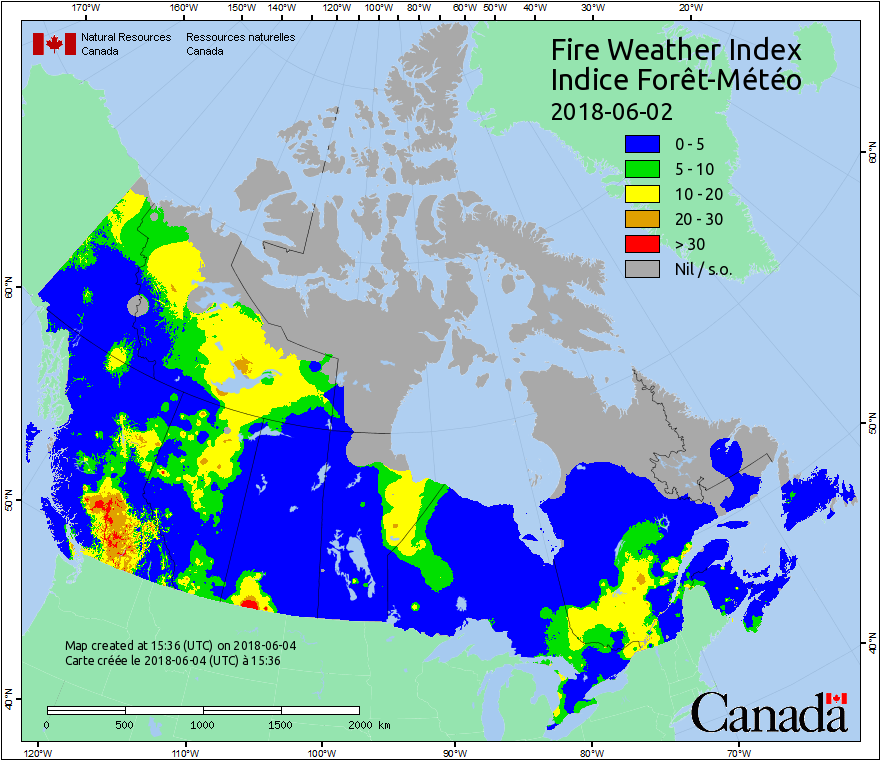 170°W 160°W 150°W 140°W 120°W 100°W 80°W 60°W 50°W 40°W 30°W 20°W
Natural Resources Ressources naturelles
Canada Canada
Fire Weather Index
Indice Forêt-Météo
2018-06-02
0 - 5
5 - 10
10 - 20
20 - 30
> 30
Nil / s.o.
60°N 60°N
50°N 50°N
40°N 40°N
Map created at 15:36 (UTC) on 2018-06-04
Carte créée le 2018-06-04 (UTC) à 15:36
0 500 1000 1500 2000 km
Canada
120°W 110°W 100°W 90°W 80°W 70°W